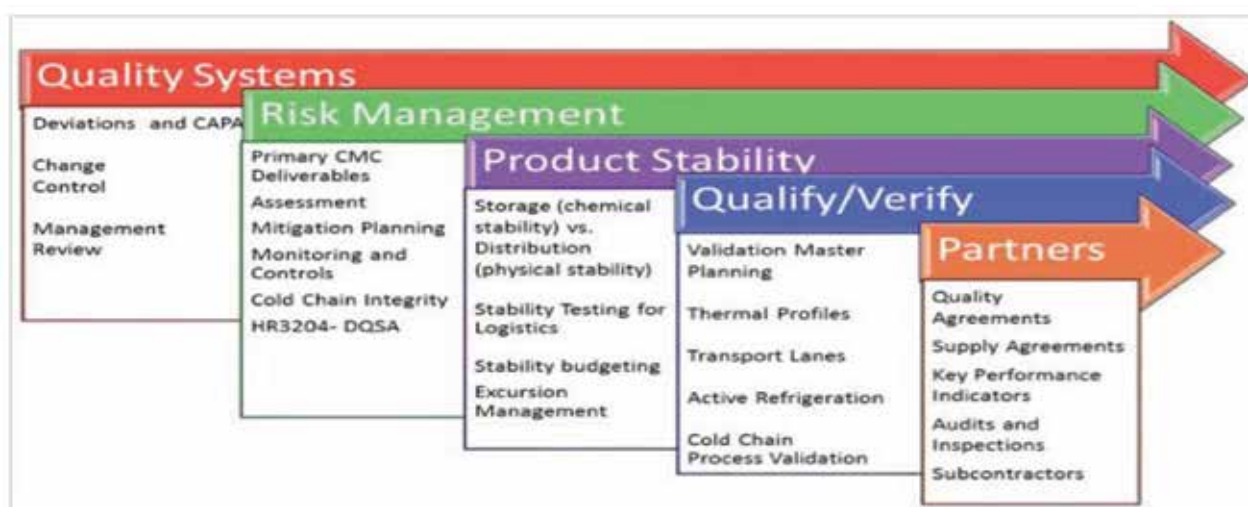 Quality Systems
Deviations and CAPA
Change
Control
Management
Review
Risk Management
Primary CMC
Deliverables
Assessment
Mitigation Planning
Monitoring and
Controls
Cold Chain Integrity
HR3204- DQSA
Product Stability
Storage (chemical
stability) vs.
Distribution
(physical stability)
Stability Testing for
Logistics
Stability budgeting
Excursion
Management
Qualify/Verify
Validation Master
Planning
Thermal Profiles
Transport Lanes
Active Refrigeration
Cold Chain
Process Validation
Partners
Quality
Agreements
Supply Agreements
Key Performance
Indicators
Audits and
Inspections
Subcontractors